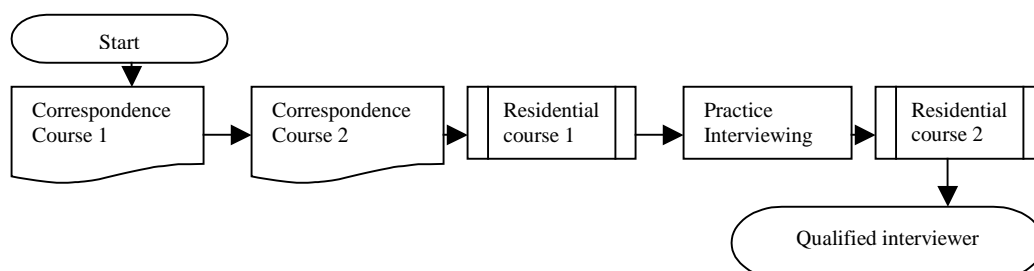 Start
Correspondence
Course 1
Correspondence
Course 2
Residential
course 1
Practice
Interviewing
Residential
course 2
Qualified interviewer